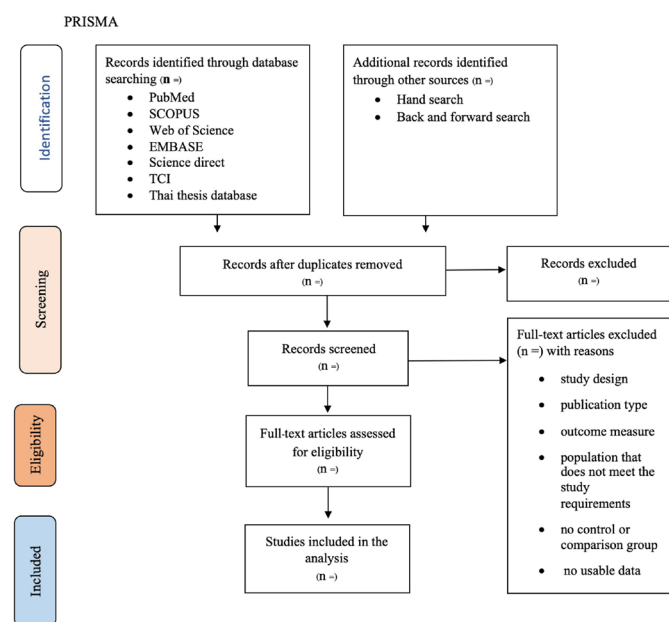 PRISMA
Identification
Records identified through database
searching (n =)
• PubMed
• SCOPUS
• Web of Science
• EMBASE
• Science direct
• TCI
• Thai thesis database
Additional records identified
through other sources (n =)
• Hand search
• Back and forward search
Screening
Records after duplicates removed
(n =)
Records excluded
(n =)
Records screened
(n =)
Full-text articles excluded
(n =) with reasons
• study design
• publication type
• outcome measure
• population that
does not meet the
study
requirements
• no control or
comparison group
• no usable data
Eligibility
Full-text articles assessed
for eligibility
(n =)
Included
Studies included in the
analysis
(n =)